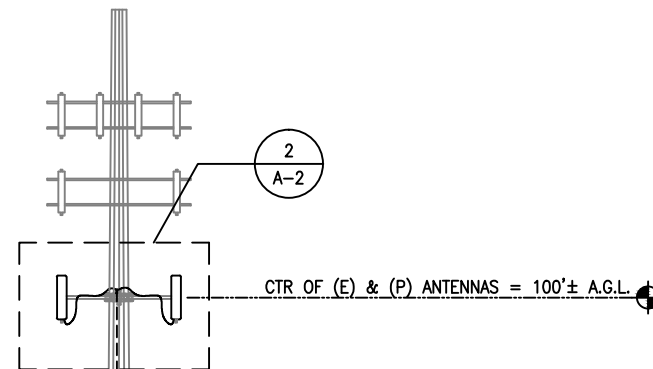 2
A-2
CTR OF (E) & (P) ANTENNAS = 100'± A.G.L.